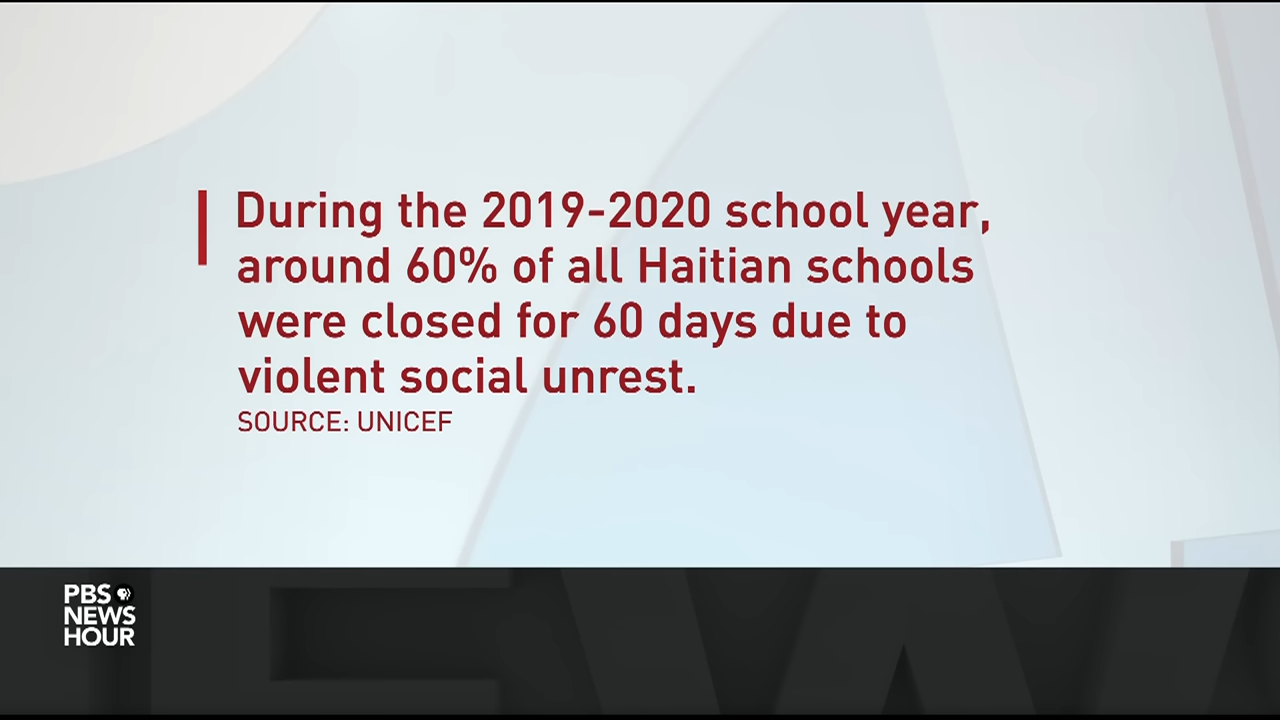 During the 2019-2020 school year,
around 60% of all Haitian schools
were closed for 60 days due to
violent social unrest.
SOURCE: UNICEF
PBS
NEWS
HOUR